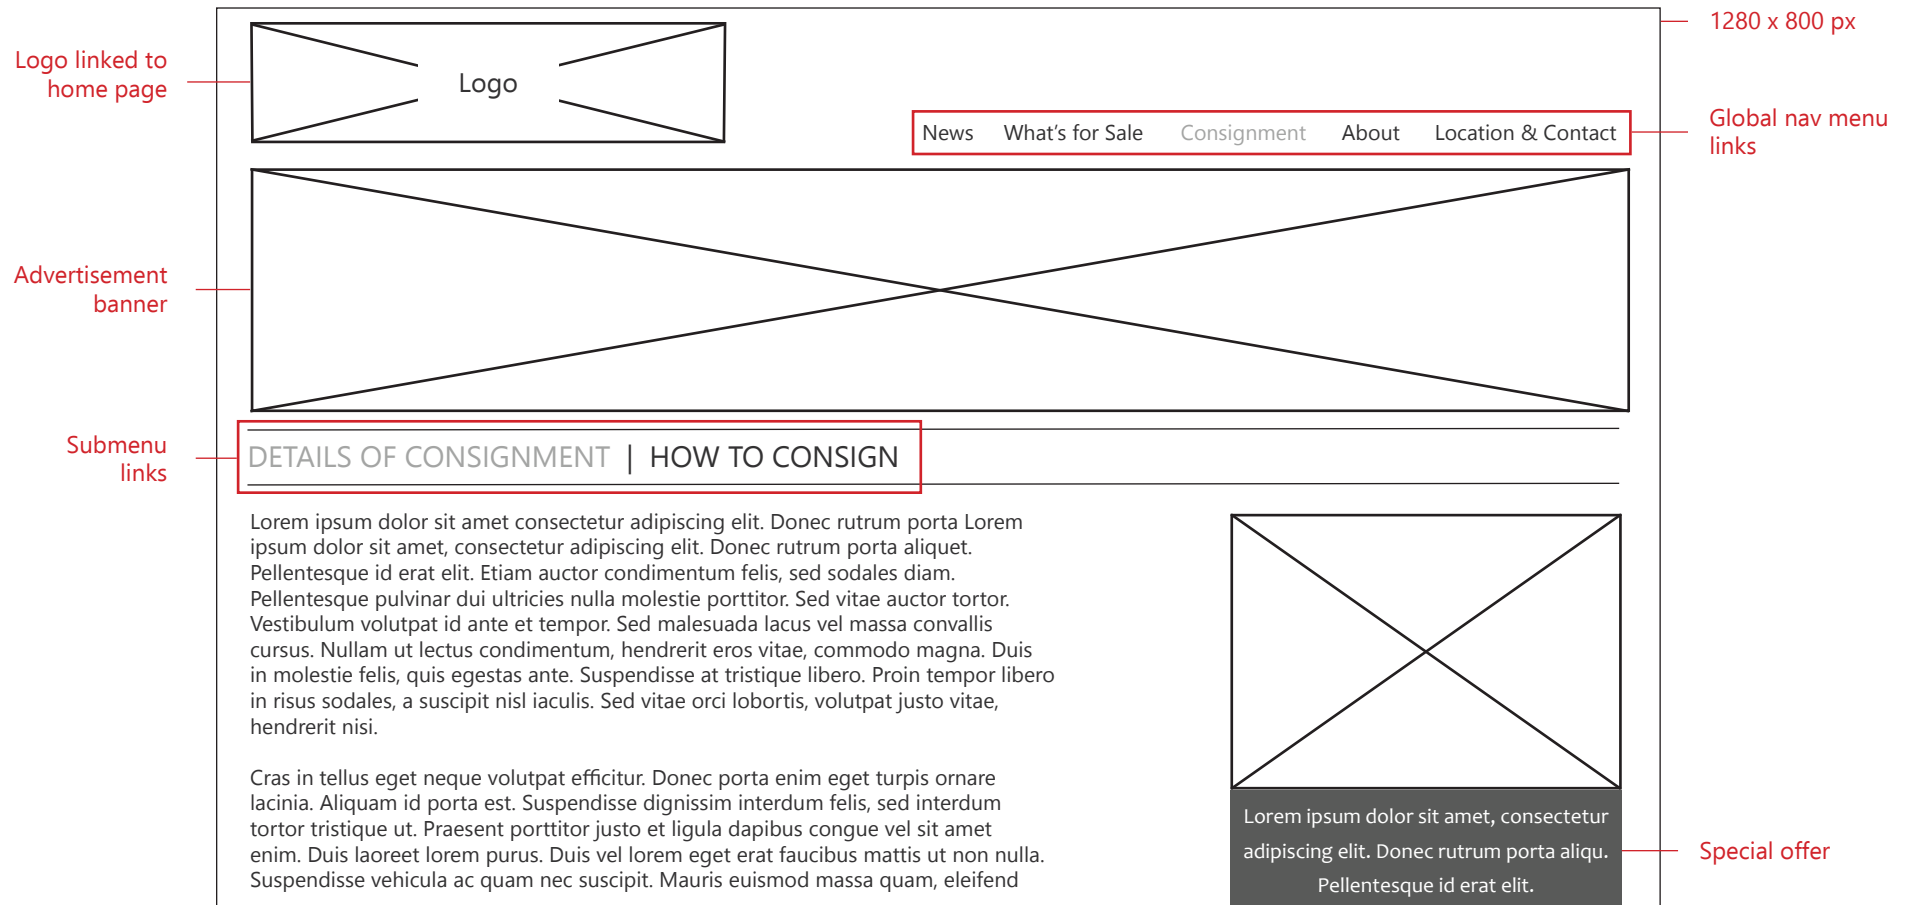 1280 x 800 px
Logo linked to
home page
Logo
Global nav menu
links
News What's for Sale Consignment About Location & Contact
Advertisement
banner
Submenu
links
DETAILS OF CONSIGNMENT | HOW TO CONSIGN
Lorem ipsum dolor sit amet consectetur adipiscing elit. Donec rutrum porta Lorem
ipsum dolor sit amet, consectetur adipiscing elit. Donec rutrum porta aliquet.
Pellentesque id erat elit. Etiam auctor condimentum felis, sed sodales diam.
Pellentesque pulvinar dui ultricies nulla molestie porttitor. Sed vitae auctor tortor.
Vestibulum volutpat id ante et tempor. Sed malesuada lacus vel massa convallis
cursus. Nullam ut lectus condimentum, hendrerit eros vitae, commodo magna. Duis
in molestie felis, quis egestas ante. Suspendisse at tristique libero. Proin tempor libero
in risus sodales, a suscipit nisl iaculis. Sed vitae orci lobortis, volutpat justo vitae,
hendrerit nisi.
Cras in tellus eget neque volutpat efficitur. Donec porta enim eget turpis ornare
lacinia. Aliquam id porta est. Suspendisse dignissim interdum felis, sed interdum
tortor tristique ut. Praesent porttitor justo et ligula dapibus congue vel sit amet
enim. Duis laoreet lorem purus. Duis vel lorem eget erat faucibus mattis ut non nulla.
Suspendisse vehicula ac quam nec suscipit. Mauris euismod massa quam, eleifend
Lorem ipsum dolor sit amet, consectetur
adipiscing elit. Donec rutrum porta aliqu.
Pellentesque id erat elit.
Special offer